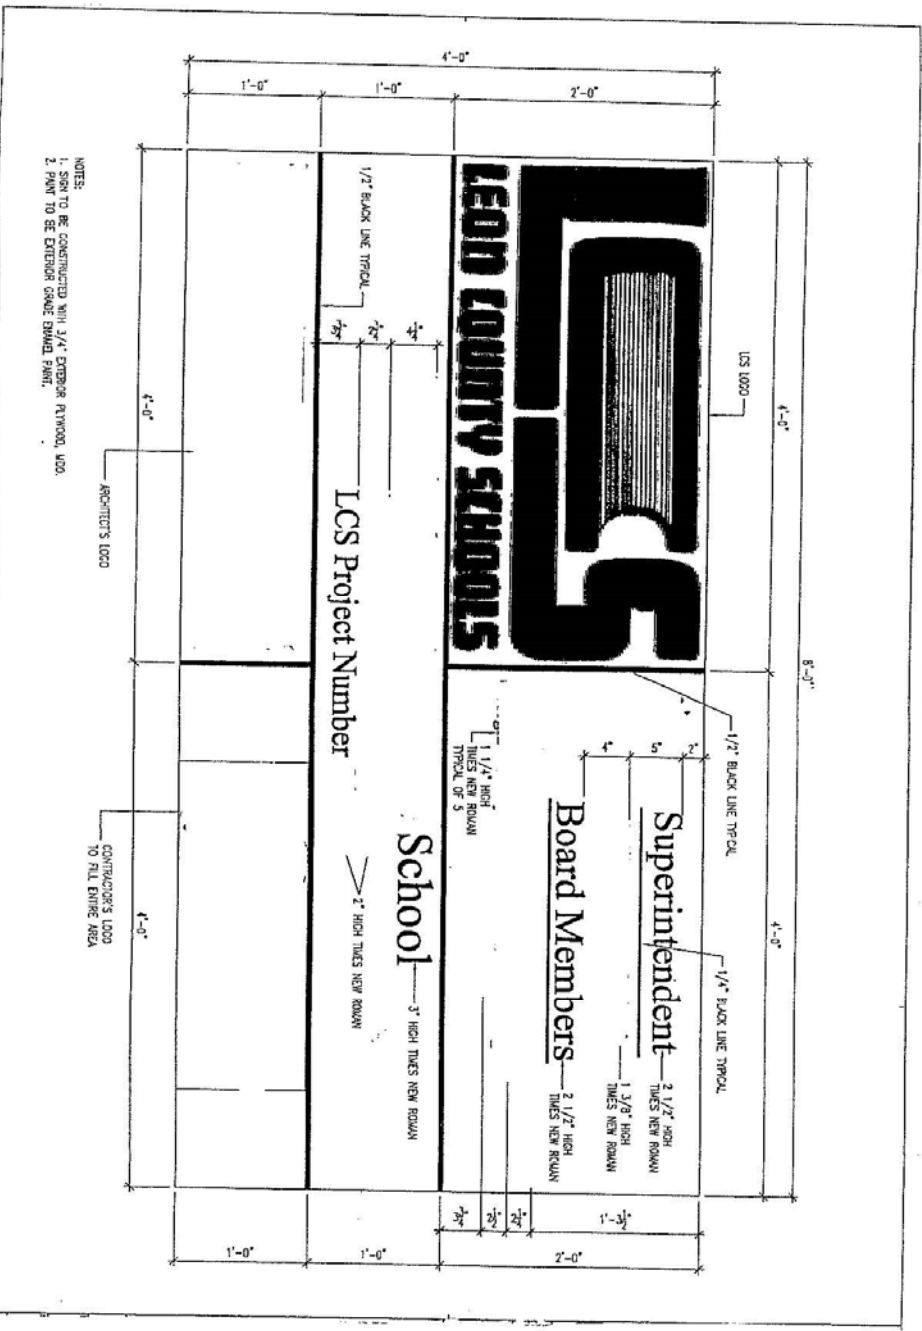 8'-0"
4'-0"
4'-0"
LCS LOGO
1/2" BLACK LINE TYPICAL
1/4" BLACK LINE TYPICAL
LCS
LEON COUNTY SCHOOLS
2"
5"
4"
Superintendent
2 1/2" HIGH
TIMES NEW ROMAN
1 3/8" HIGH
TIMES NEW ROMAN
Board Members
2 1/2" HIGH
TIMES NEW ROMAN
1 1/4" HIGH
TIMES NEW ROMAN
TYPICAL OF 5
1'-3½"
2'-0"
2'-0"
4'-0"
School
3" HIGH TIMES NEW ROMAN
LCS Project Number
2" HIGH TIMES NEW ROMAN
1/2" BLACK LINE TYPICAL
1'-0"
1'-0"
1'-0"
1'-0"
4'-0"
4'-0"
ARCHITECT'S LOGO
CONTRACTOR'S LOGO
TO FILL ENTIRE AREA
NOTES:
1. SIGN TO BE CONSTRUCTED WITH 3/4" EXTERIOR PLYWOOD, MDO.
2. PAINT TO BE EXTERIOR GRADE ENAMEL PAINT.